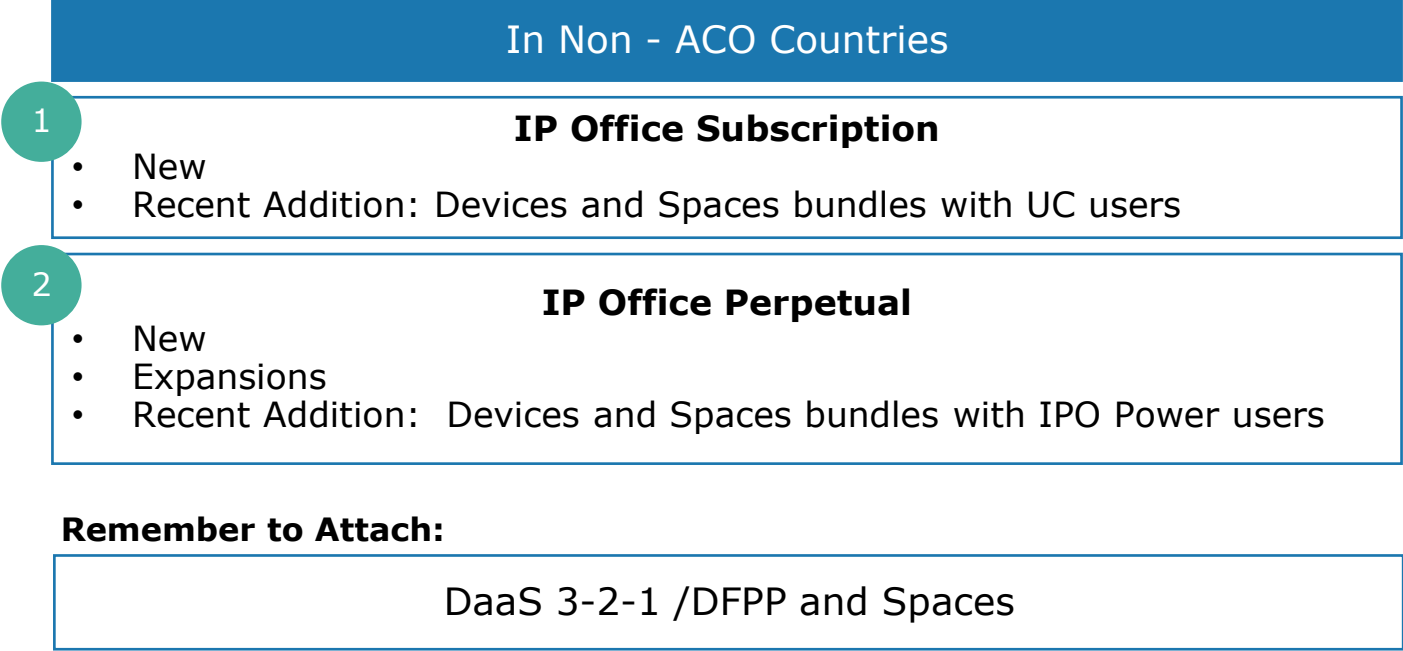 In Non - ACO Countries
1
IP Office Subscription
• New
• Recent Addition: Devices and Spaces bundles with UC users
2
IP Office Perpetual
• New
• Expansions
• Recent Addition:  Devices and Spaces bundles with IPO Power users
Remember to Attach:
DaaS 3-2-1 /DFPP and Spaces